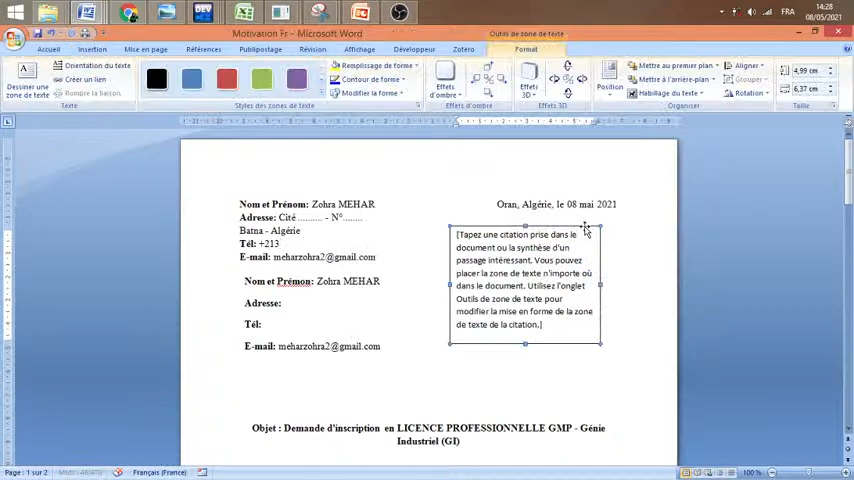 14:28
FRA
08/05/2021
Motivation Fr - Microsoft Word
Outils de zone de texte
Accueil Insertion Mise en page Références Publipostage Révision Affichage Développeur Zotero Format
Orientation du texte
Créer un lien
Rompre la liaison
Dessiner une zone de texte
Texte
Remplissage de forme
Contour de forme
Modifier la forme
Styles des zones de texte
Effets d'ombre
Effets d'ombre
Effets 3D
Effets 3D
Position
Mettre au premier plan
Mettre à l'arrière-plan
Habillage du texte
Aligner
Grouper
Rotation
Organiser
4,99 cm
6,37 cm
Taille
Nom et Prénom: Zohra MEHAR
Adresse: Cité .......... - N°........
Batna - Algérie
Tél: +213
E-mail: meharzohra2@gmail.com
Nom et Prémon: Zohra MEHAR
Adresse:
Tél:
E-mail: meharzohra2@gmail.com
Oran, Algérie, le 08 mai 2021
[Tapez une citation prise dans le
document ou la synthèse d'un
passage intéressant. Vous pouvez
placer la zone de texte n'importe où
dans le document. Utilisez l'onglet
Outils de zone de texte pour
modifier la mise en forme de la zone
de texte de la citation.]
Objet : Demande d'inscription en LICENCE PROFESSIONNELLE GMP - Génie
Industriel (GI)
Page : 1 sur 2
Français (France)
100 %